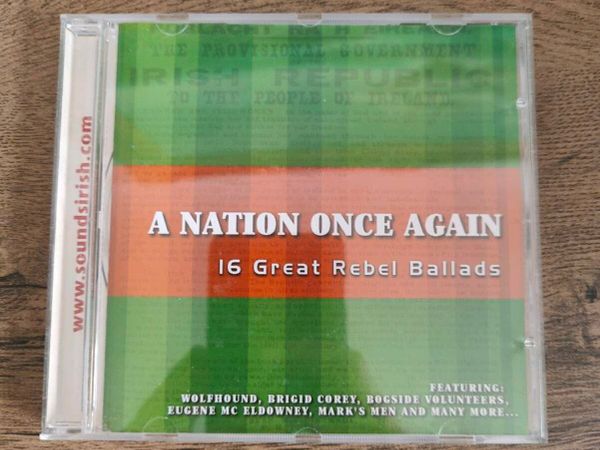 www.soundsirish.com
THE PROVISIONAL GOVERNMENT
IRISH REPUBLIC
TO THE PEOPLE OF IRELAND
A NATION ONCE AGAIN
16 Great Rebel Ballads
FEATURING:
WOLFHOUND, BRIGID COREY, BOGSIDE VOLUNTEERS,
EUGENE MC ELDOWNEY, MARK'S MEN AND MANY MORE...